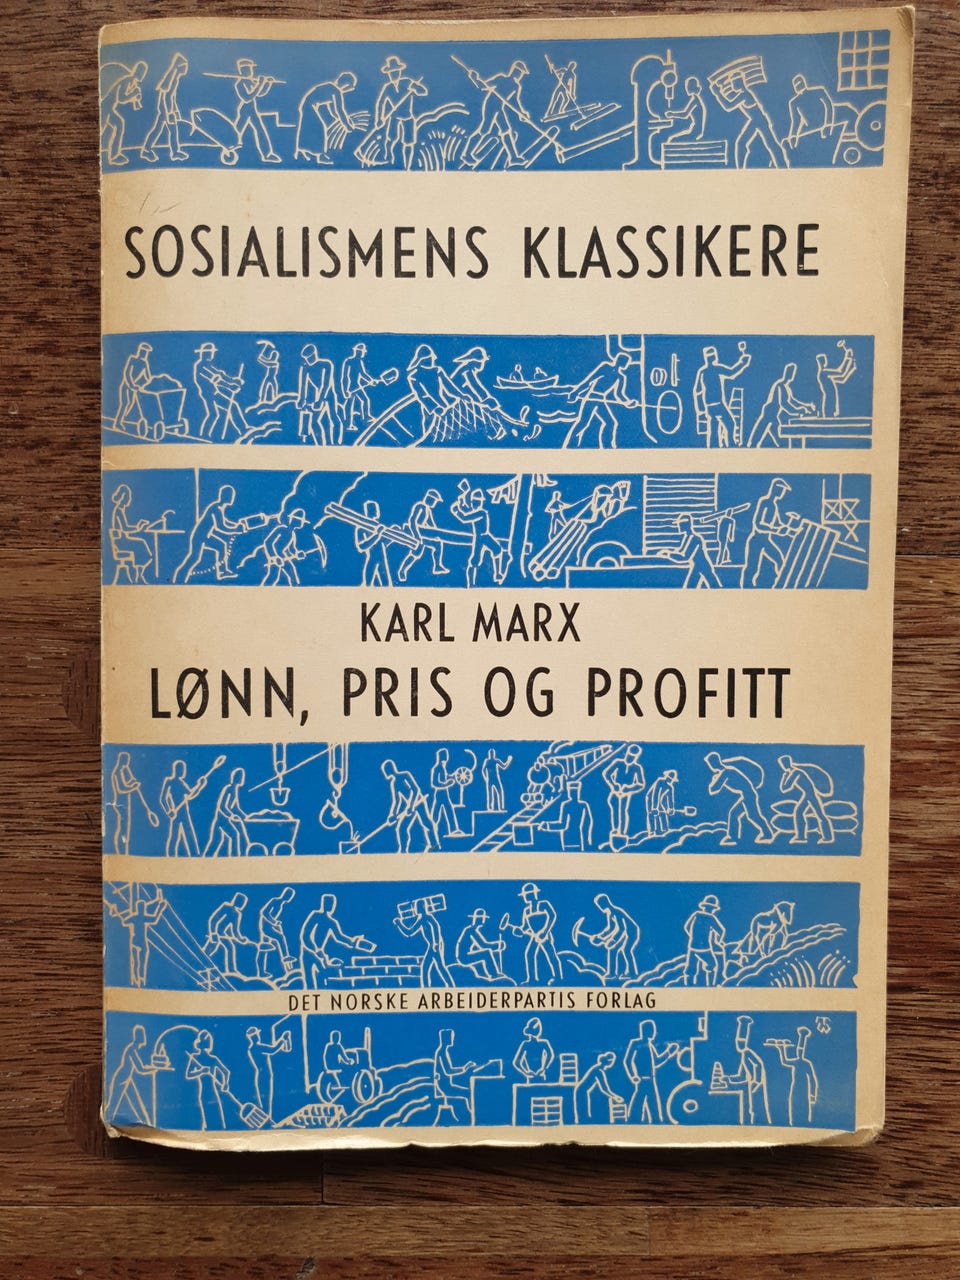 SOSIALISMENS KLASSIKERE
KARL MARX
LØNN, PRIS OG PROFITT
DET NORSKE ARBEIDERPARTIS FORLAG